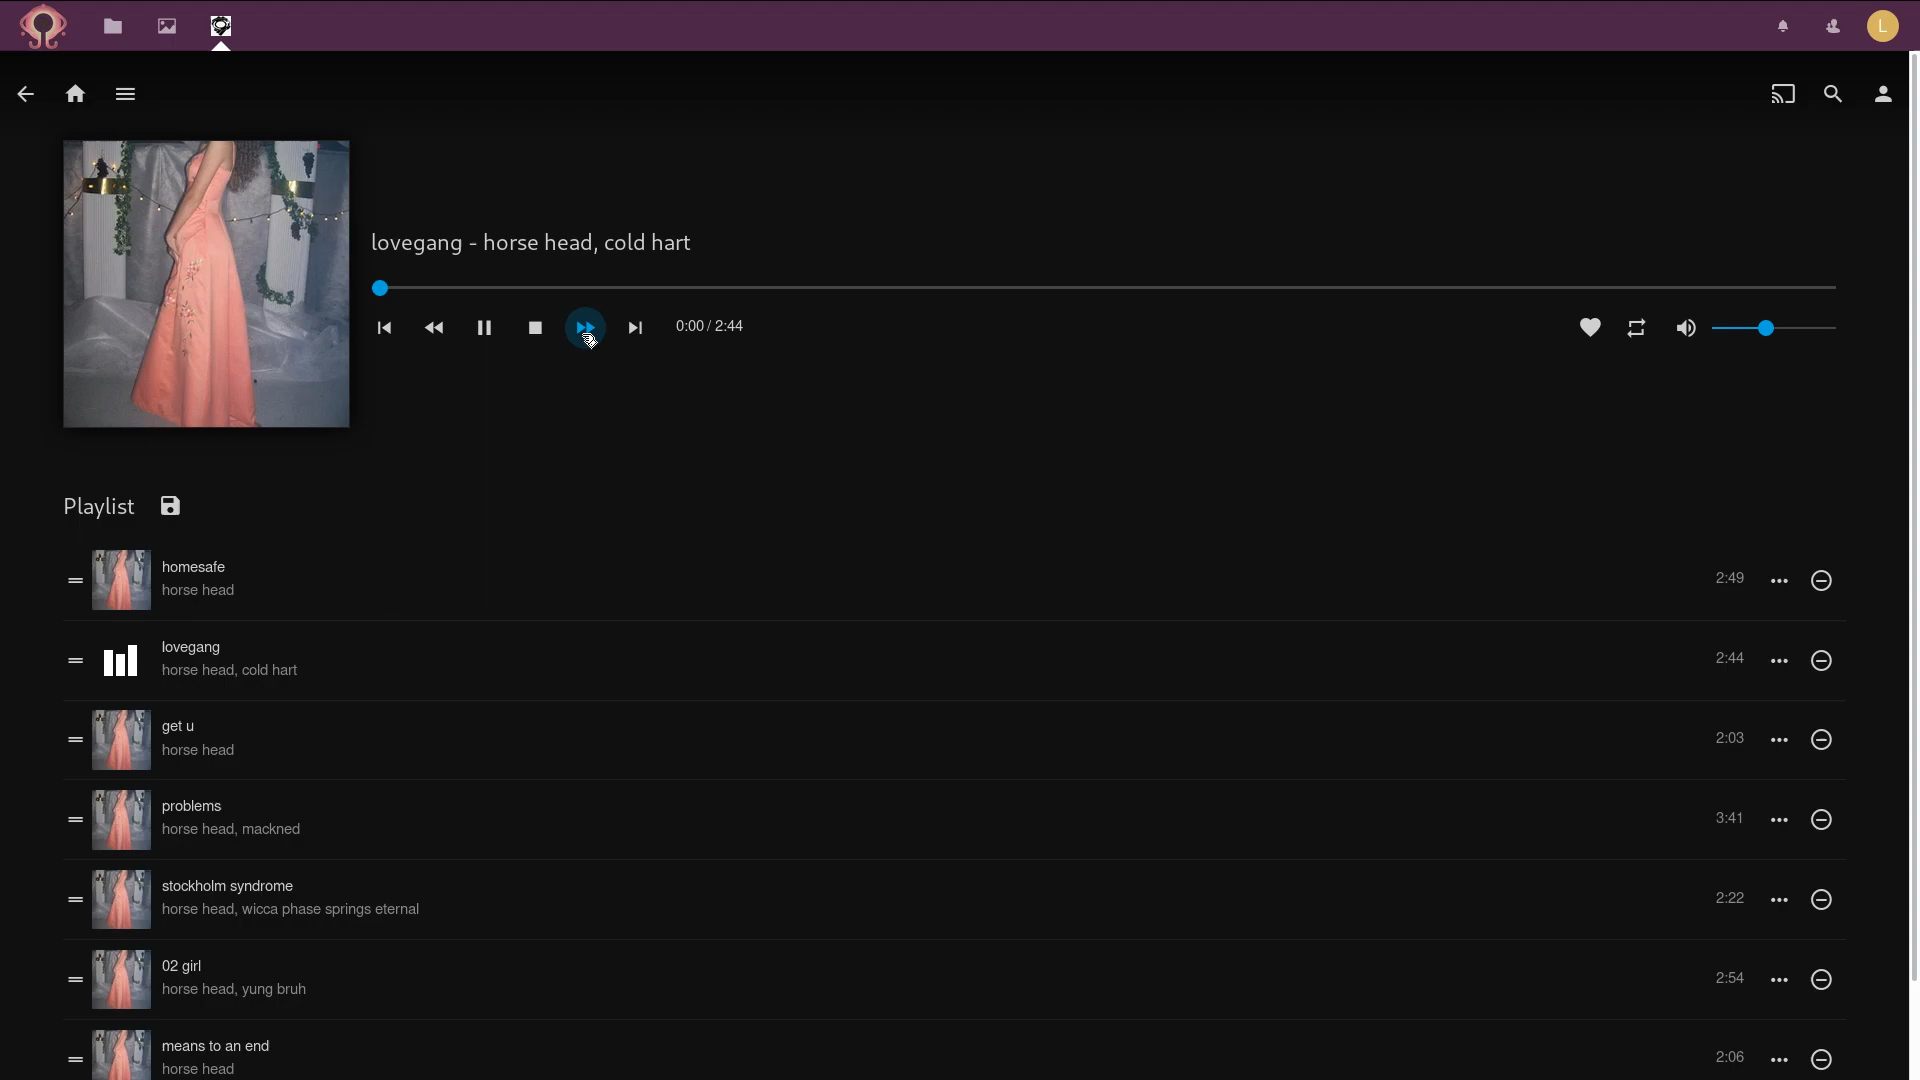 L
lovegang - horse head, cold hart
0:00 / 2:44
Playlist
homesafe
horse head
2:49
lovegang
horse head, cold hart
2:44
get u
horse head
2:03
problems
horse head, mackned
3:41
stockholm syndrome
horse head, wicca phase springs eternal
2:22
02 girl
horse head, yung bruh
2:54
means to an end
horse head
2:06